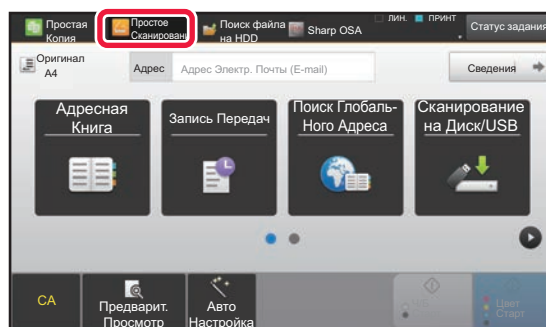 Простая
Копия
Простое
Сканировани
Поиск файла
на HDD
Sharp OSA
ЛИН.
ПРИНТ
Статус задания
Оригинал
A4
Адрес
Адрес Электр. Почты (E-mail)
Сведения
Адресная
Книга
Запись Передач
Поиск Глобаль-
Ного Адреса
Сканирование
на Диск/USB
CA
Предварит.
Просмотр
Авто
Настройка
Цвет
Старт